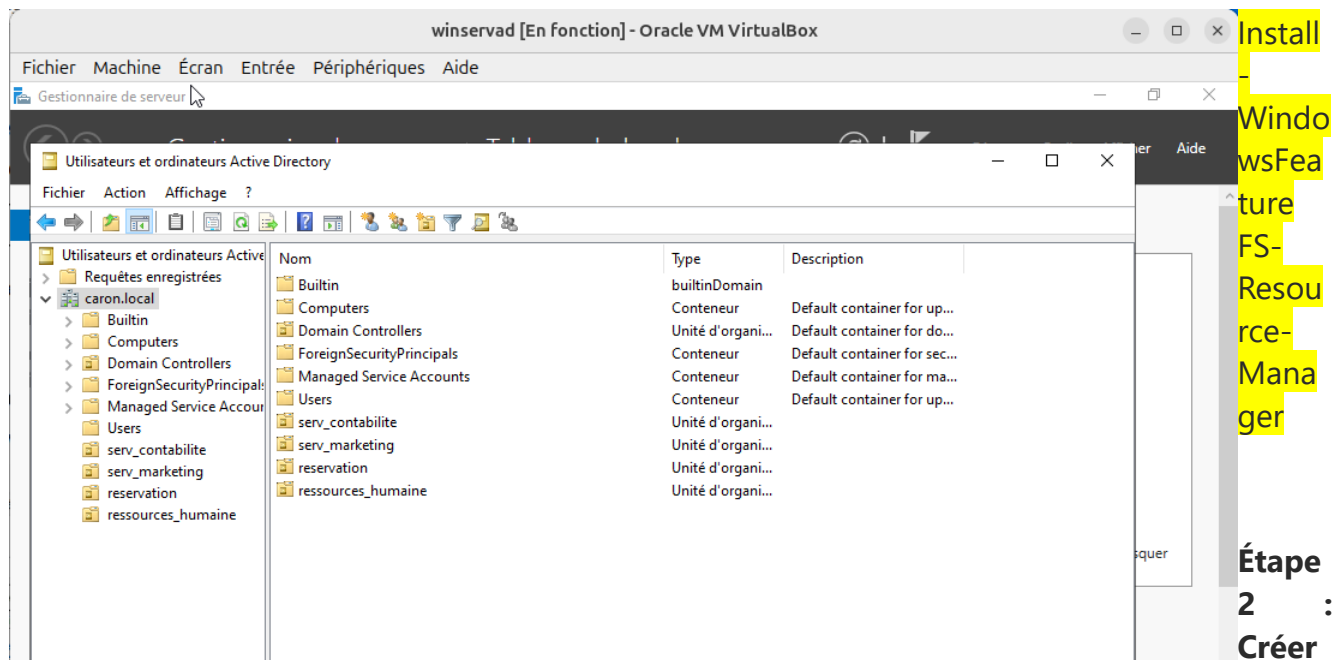 winservad [En fonction] - Oracle VM VirtualBox
Fichier Machine Écran Entrée Périphériques Aide
Gestionnaire de serveur
Aide
Utilisateurs et ordinateurs Active Directory
Fichier Action Affichage ?
Utilisateurs et ordinateurs Active
Requêtes enregistrées
caron.local
Builtin
Computers
Domain Controllers
ForeignSecurityPrincipals
Managed Service Accour
Users
serv_contabilite
serv_marketing
reservation
ressources_humaine
Nom Type Description
Builtin builtinDomain
Computers Conteneur Default container for up...
Domain Controllers Unité d'organi... Default container for do...
ForeignSecurityPrincipals Conteneur Default container for sec...
Managed Service Accounts Conteneur Default container for ma...
Users Conteneur Default container for up...
serv_contabilite Unité d'organi...
serv_marketing Unité d'organi...
reservation Unité d'organi...
ressources_humaine Unité d'organi...
squer
Install
-
Windo
wsFea
ture
FS-
Resou
rce-
Mana
ger
Étape
2 :
Créer